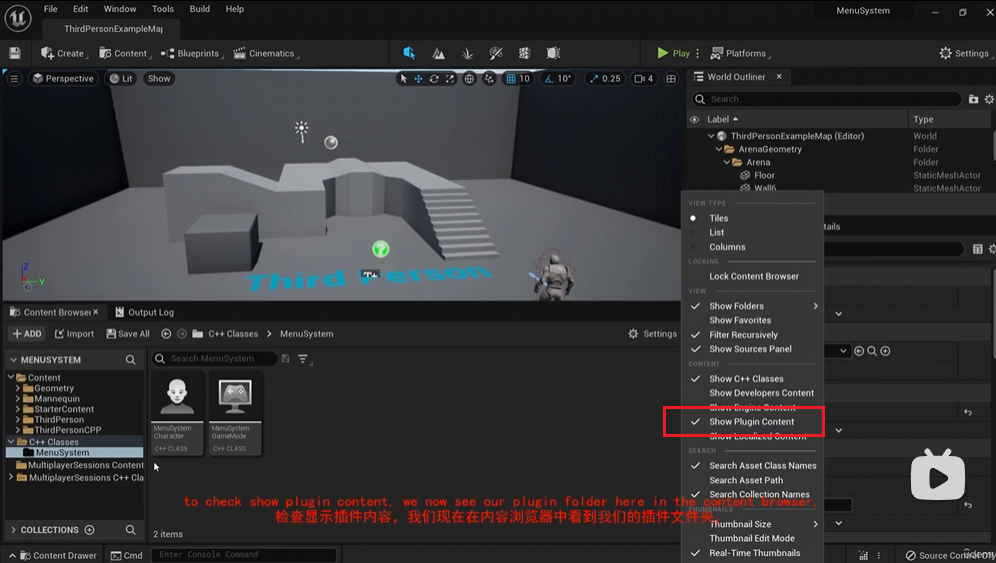 File Edit Window Tools Build Help
MenuSystem
ThirdPersonExampleMap
Create Content Blueprints Cinematics Play Platforms Settings
Perspective Lit Show 10 10° 0.25 4
World Outliner
Search...
Label Type
ThirdPersonExampleMap (Editor) World
ArenaGeometry Folder
Arena Folder
Floor StaticMeshActor
Wall6 StaticMeshActor
Third Person
VIEW TYPE
Tiles
List
Columns
LOCKING
Lock Content Browser
VIEW
Show Folders
Show Favorites
Filter Recursively
Show Sources Panel
CONTENT
Show C++ Classes
Show Developers Content
Show Engine Content
Show Plugin Content
Show Localized Content
SEARCH
Search Asset Class Names
Search Asset Path
Search Collection Names
THUMBNAILS
Thumbnail Size
Thumbnail Edit Mode
Real-Time Thumbnails
tails
Content Browser Output Log
ADD Import Save All C++ Classes MenuSystem Settings
MENUSYSTEM
Search MenuSystem
Content
Geometry
Mannequin
StarterContent
ThirdPerson
ThirdPersonCPP
C++ Classes
MenuSystem
MultiplayerSessions Content
MultiplayerSessions C++ Cla
MenuSystem
Character
C++ CLASS
MenuSystem
GameMode
C++ CLASS
to check show plugin content, we now see our plugin folder here in the content browser,
检查显示插件内容，我们现在在内容浏览器中看到我们的插件文件夹，
COLLECTIONS
2 items
Content Drawer Cmd Enter Console Command Source Control Off